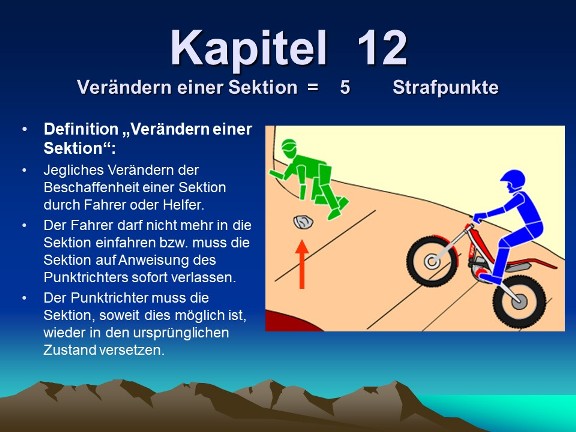 Kapitel 12
Verändern einer Sektion = 5 Strafpunkte
• Definition „Verändern einer
Sektion“:
• Jegliches Verändern der
Beschaffenheit einer Sektion
durch Fahrer oder Helfer.
• Der Fahrer darf nicht mehr in die
Sektion einfahren bzw. muss die
Sektion auf Anweisung des
Punktrichters sofort verlassen.
• Der Punktrichter muss die
Sektion, soweit dies möglich ist,
wieder in den ursprünglichen
Zustand versetzen.